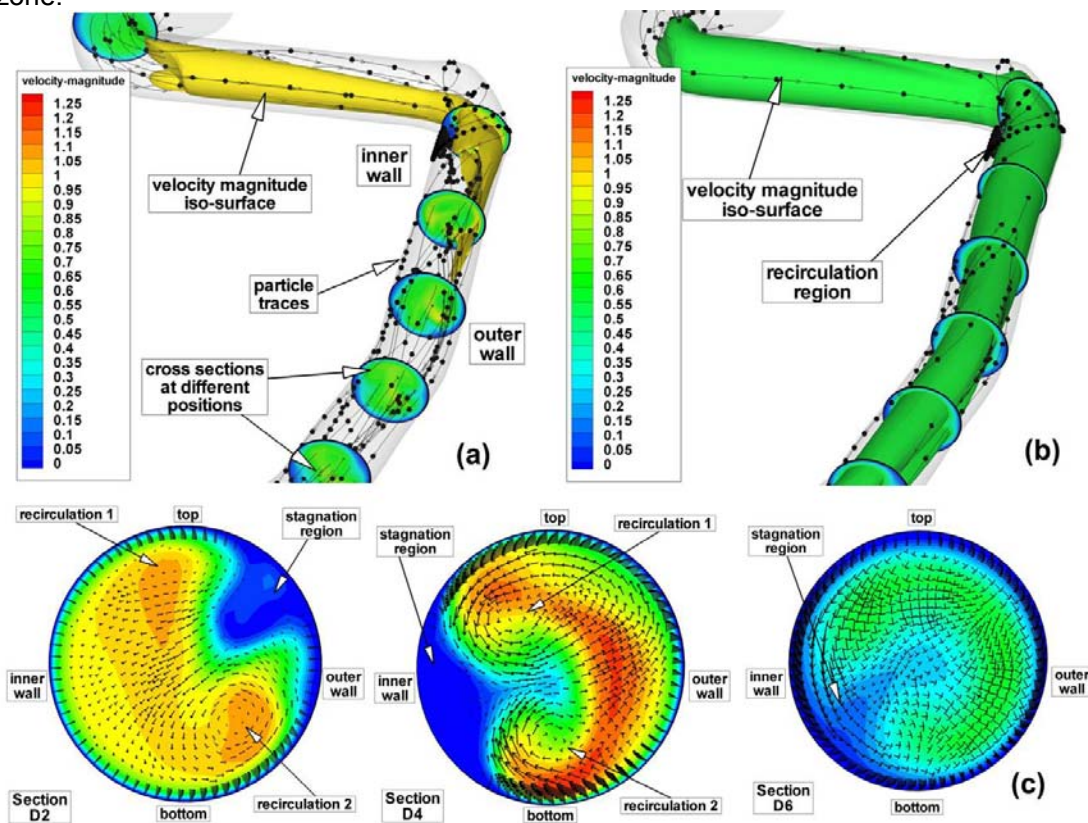 zone.
velocity-magnitude
1.25
1.15
1.1
1.05
1
0.95
0.9
0.85
0.8
0.75
0.7
0.65
0.6
0.55
0.5
0.45
0.4
0.35
0.3
0.25
0.2
0.15
0.1
0.05
0
velocity magnitude
iso-surface
inner
wall
particle
traces
outer
wall
cross sections
at different
positions
(a)
velocity-magnitude
1.25
1.15
1.1
1.05
1
0.95
0.9
0.85
0.8
0.75
0.7
0.65
0.6
0.55
0.5
0.45
0.4
0.35
0.3
0.25
0.2
0.15
0.1
0.05
0
velocity magnitude
iso-surface
recirculation
region
(b)
recirculation 1
top
stagnation
region
inner
wall
outer
wall
Section
D2
bottom
recirculation 2
stagnation
region
top
recirculation 1
inner
wall
outer
wall
Section
D4
bottom
recirculation 2
stagnation
region
top
inner
wall
outer
wall
Section
D6
bottom
(c)